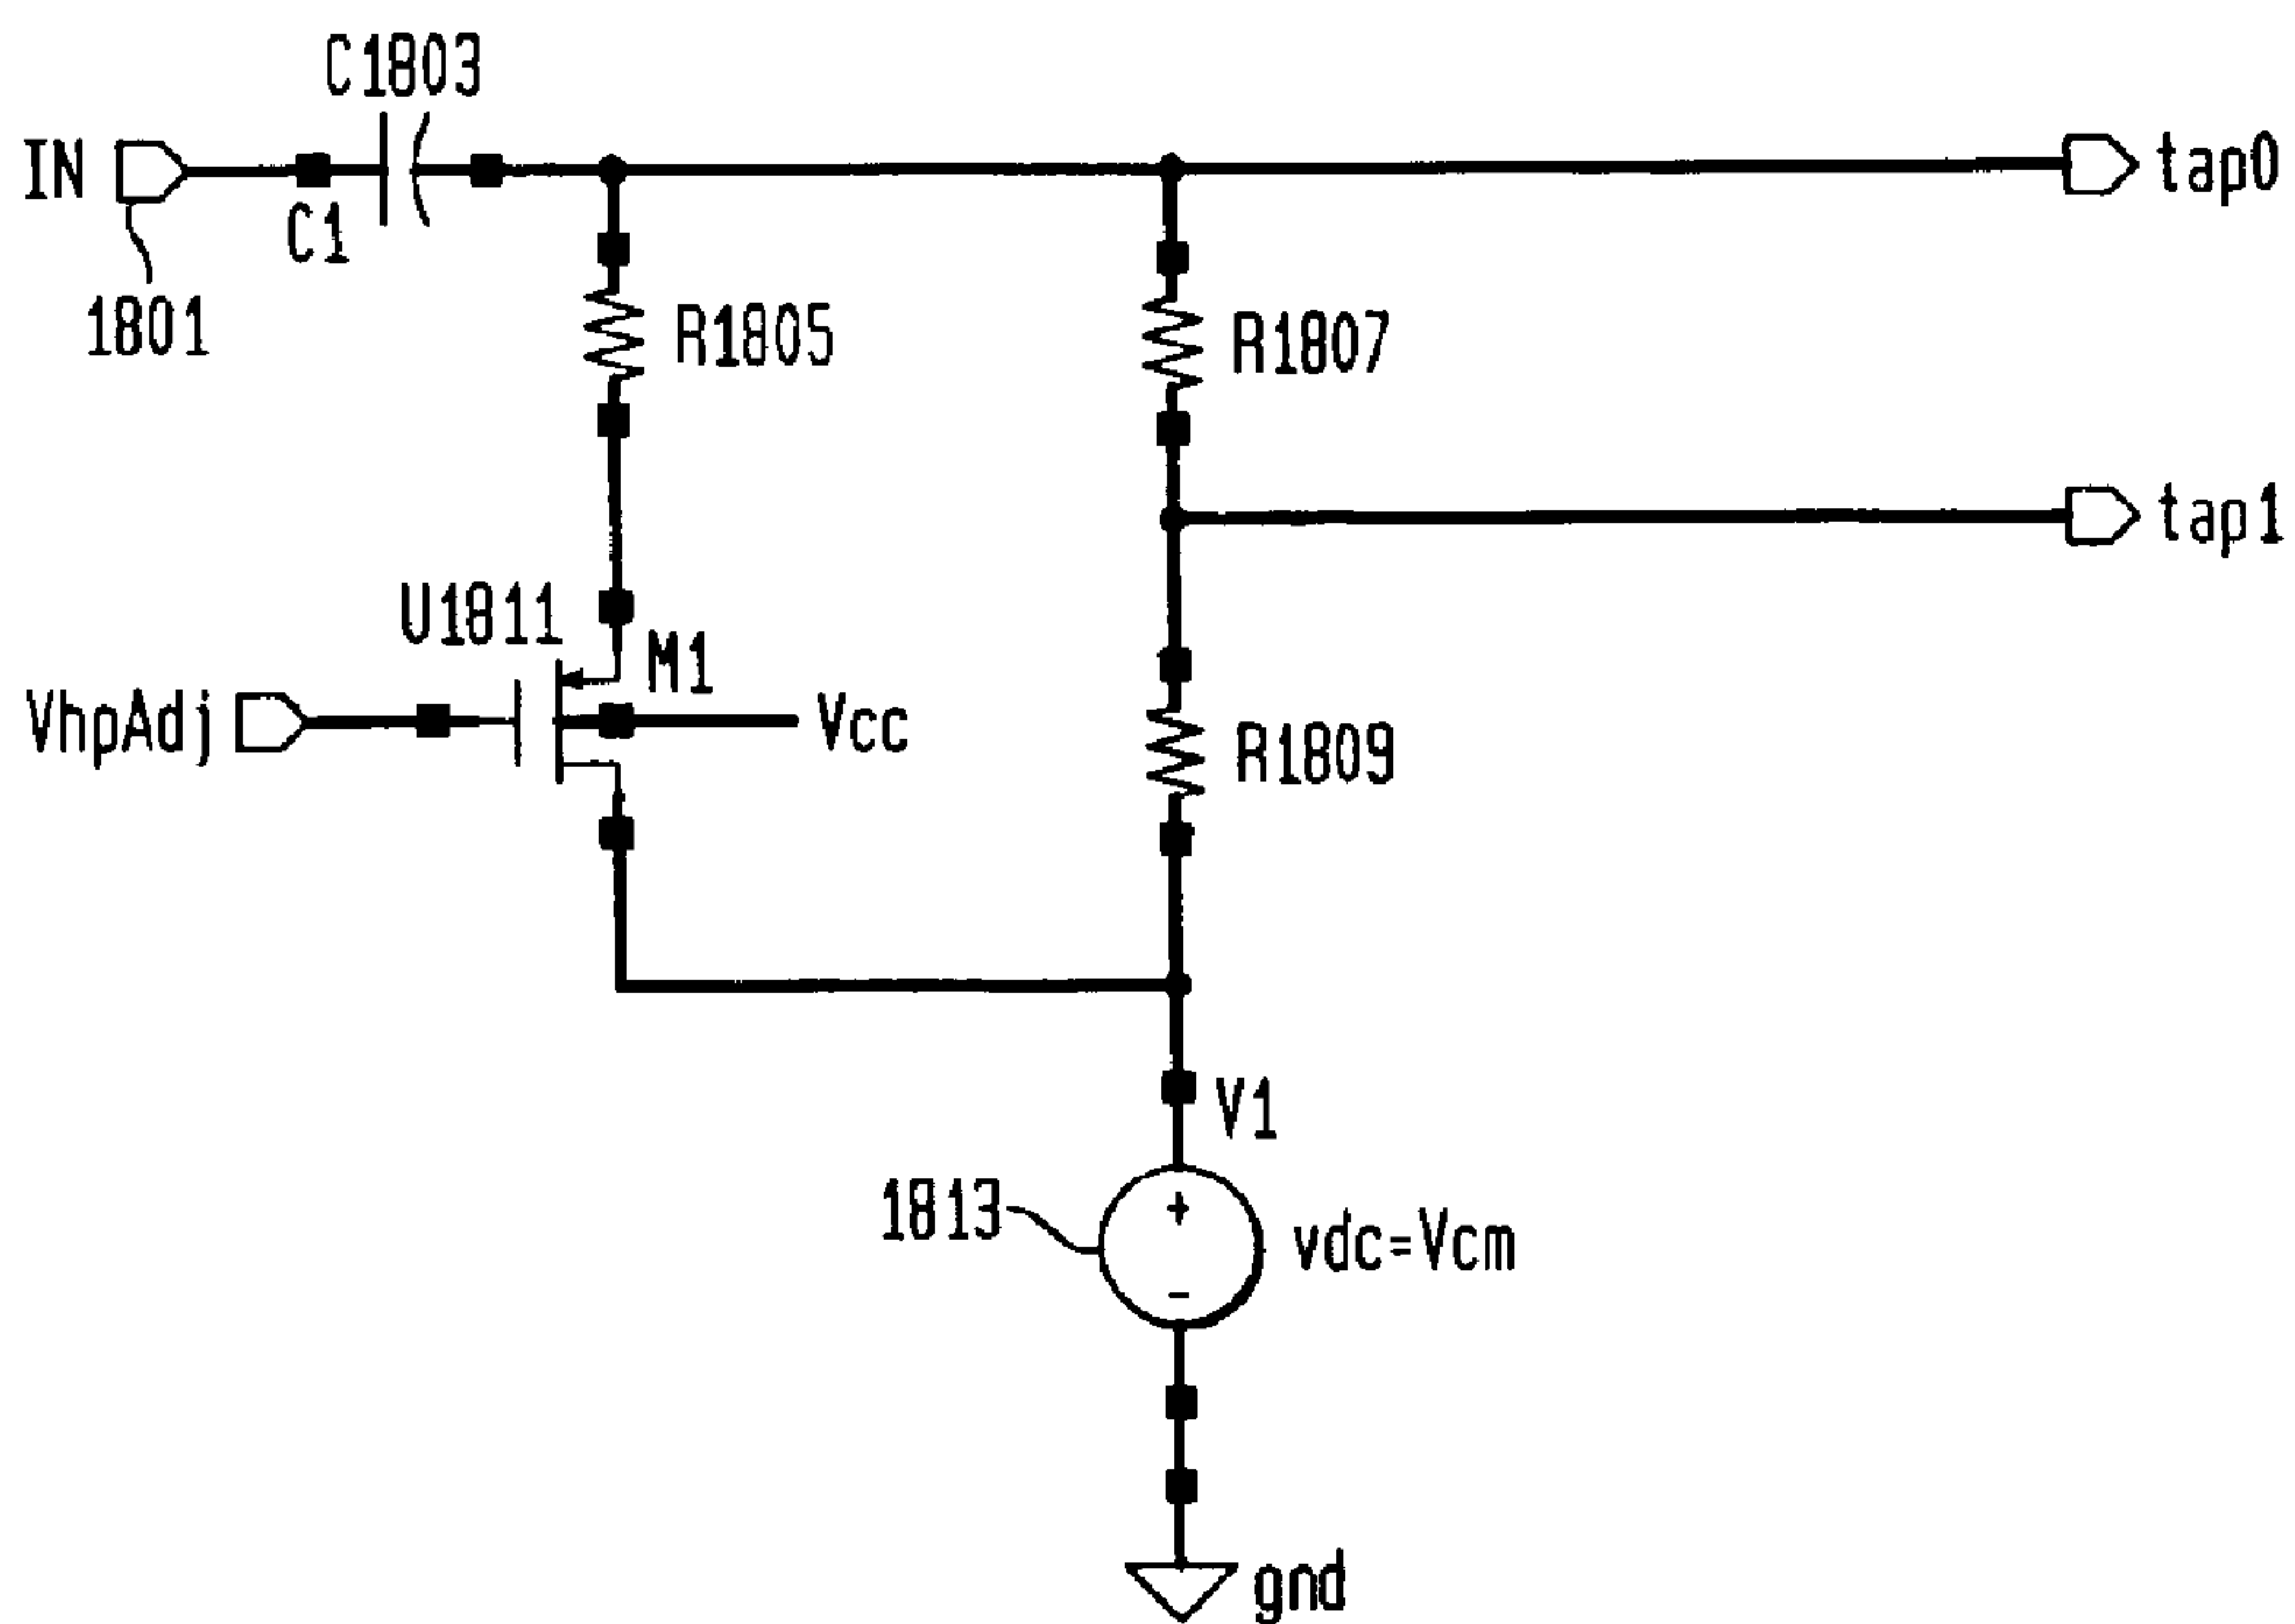 C1803
IN
tap0
C1
1801
R1805
R1807
tap1
U1811
M1
VhpAdj
Vcc
R1809
V1
1813
+
vdc=Vcm
-
gnd